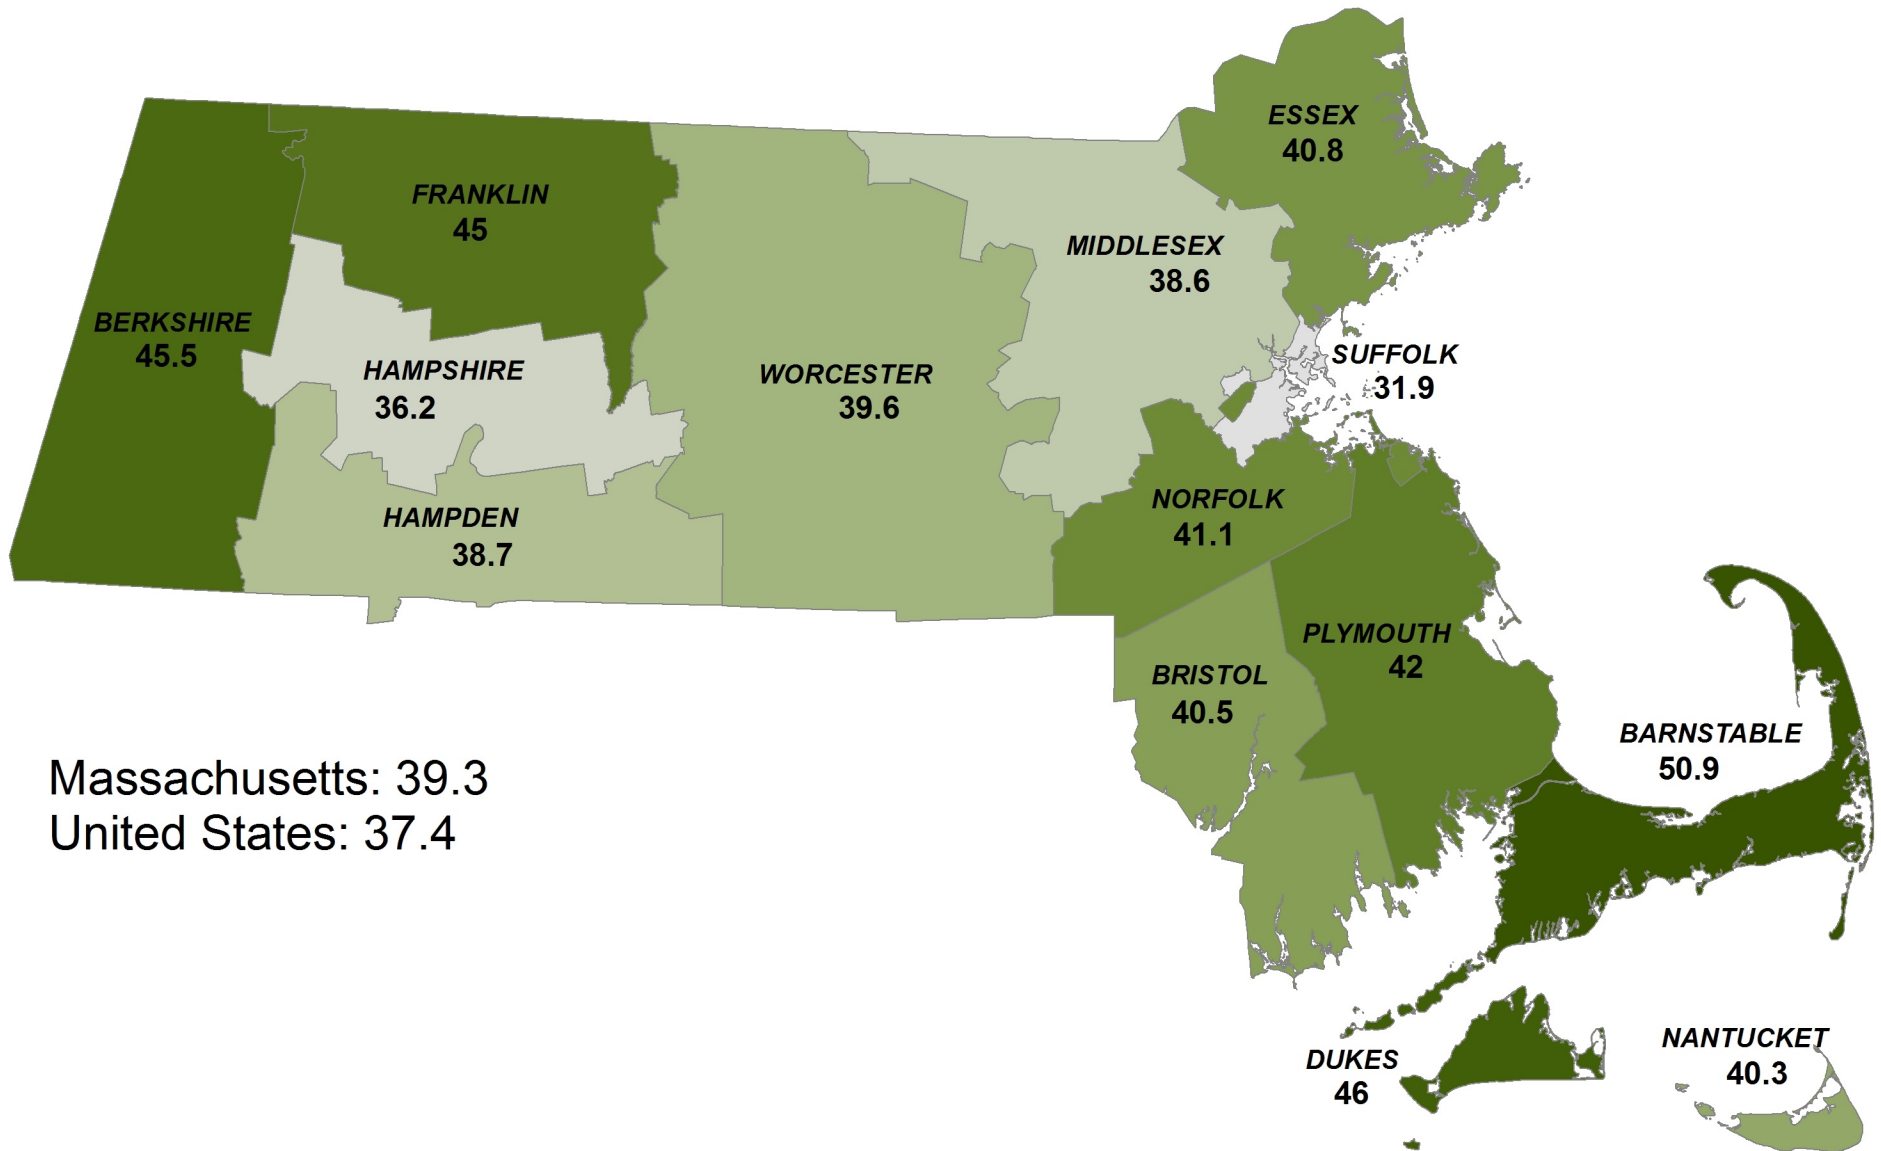 ESSEX
40.8
FRANKLIN
45
MIDDLESEX
38.6
BERKSHIRE
45.5
HAMPSHIRE
36.2
WORCESTER
39.6
SUFFOLK
31.9
HAMPDEN
38.7
NORFOLK
41.1
PLYMOUTH
42
BRISTOL
40.5
BARNSTABLE
50.9
Massachusetts: 39.3
United States: 37.4
DUKES
46
NANTUCKET
40.3